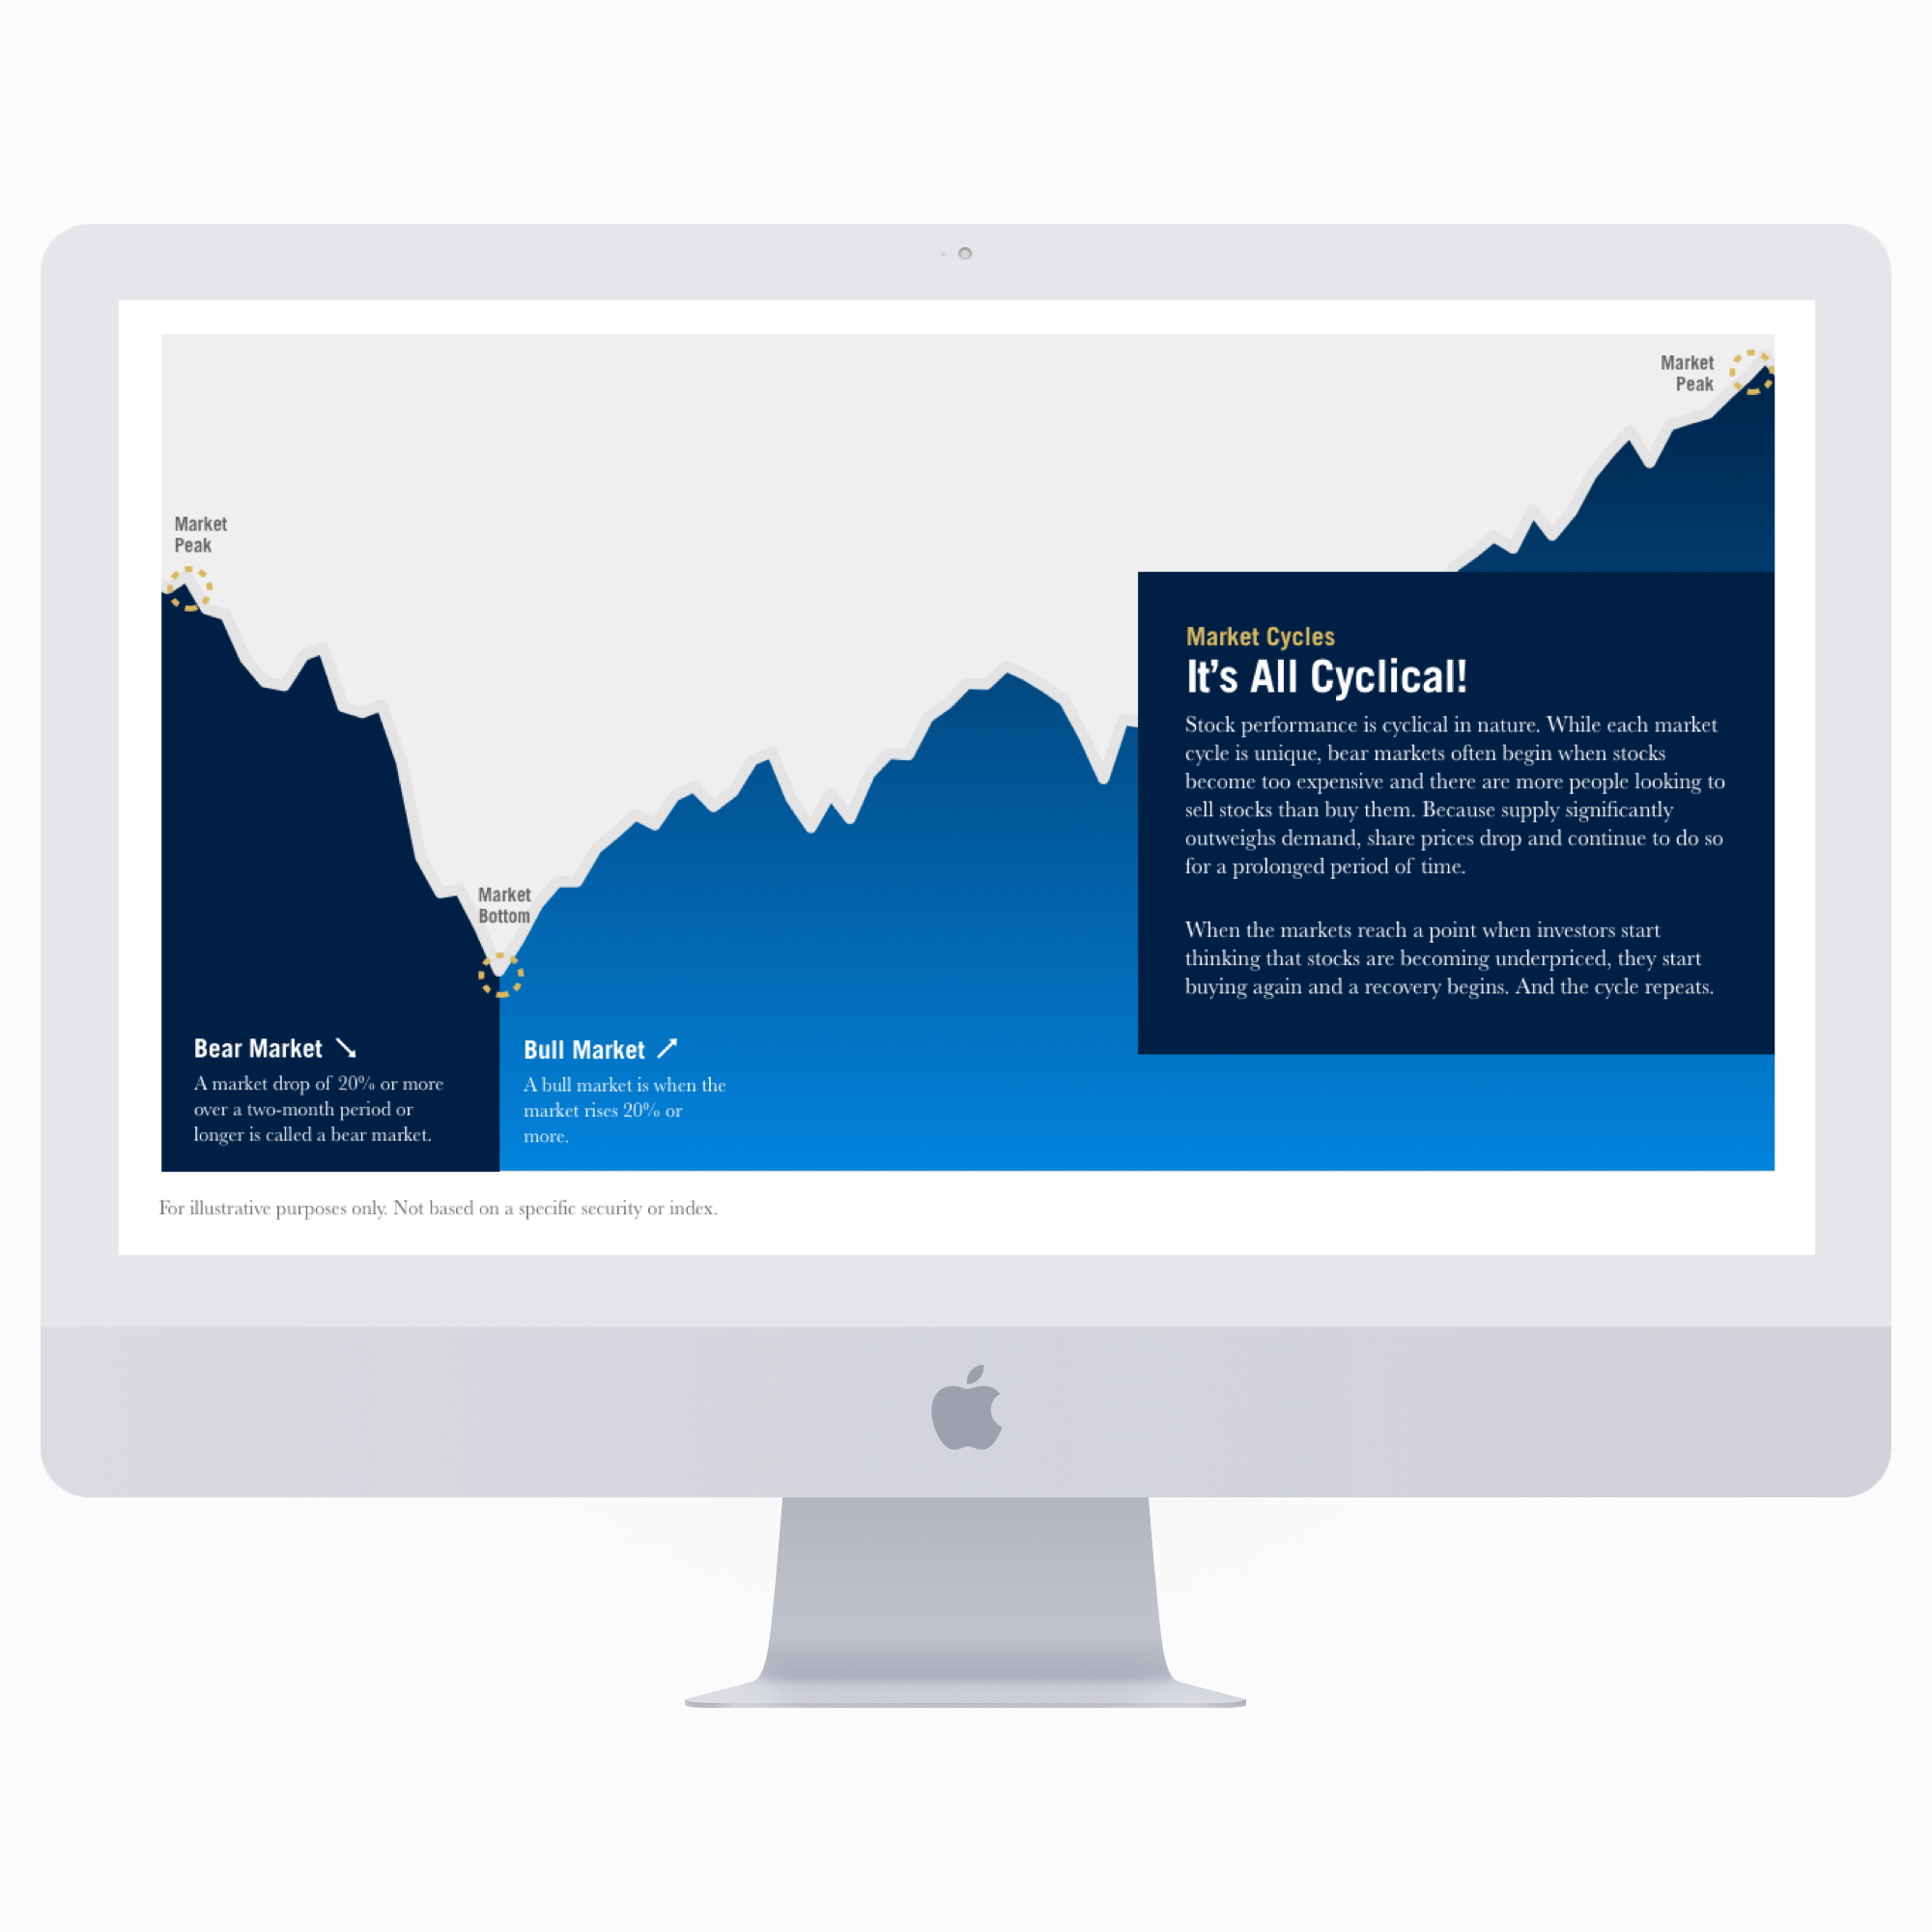 Market
Peak
Market
Peak
Market
Bottom
Market Cycles
It’s All Cyclical!
Stock performance is cyclical in nature. While each market
cycle is unique, bear markets often begin when stocks
become too expensive and there are more people looking to
sell stocks than buy them. Because supply significantly
outweighs demand, share prices drop and continue to do so
for a prolonged period of time.
When the markets reach a point when investors start
thinking that stocks are becoming underpriced, they start
buying again and a recovery begins. And the cycle repeats.
Bear Market
A market drop of 20% or more
over a two-month period or
longer is called a bear market.
Bull Market
A bull market is when the
market rises 20% or
more.
For illustrative purposes only. Not based on a specific security or index.